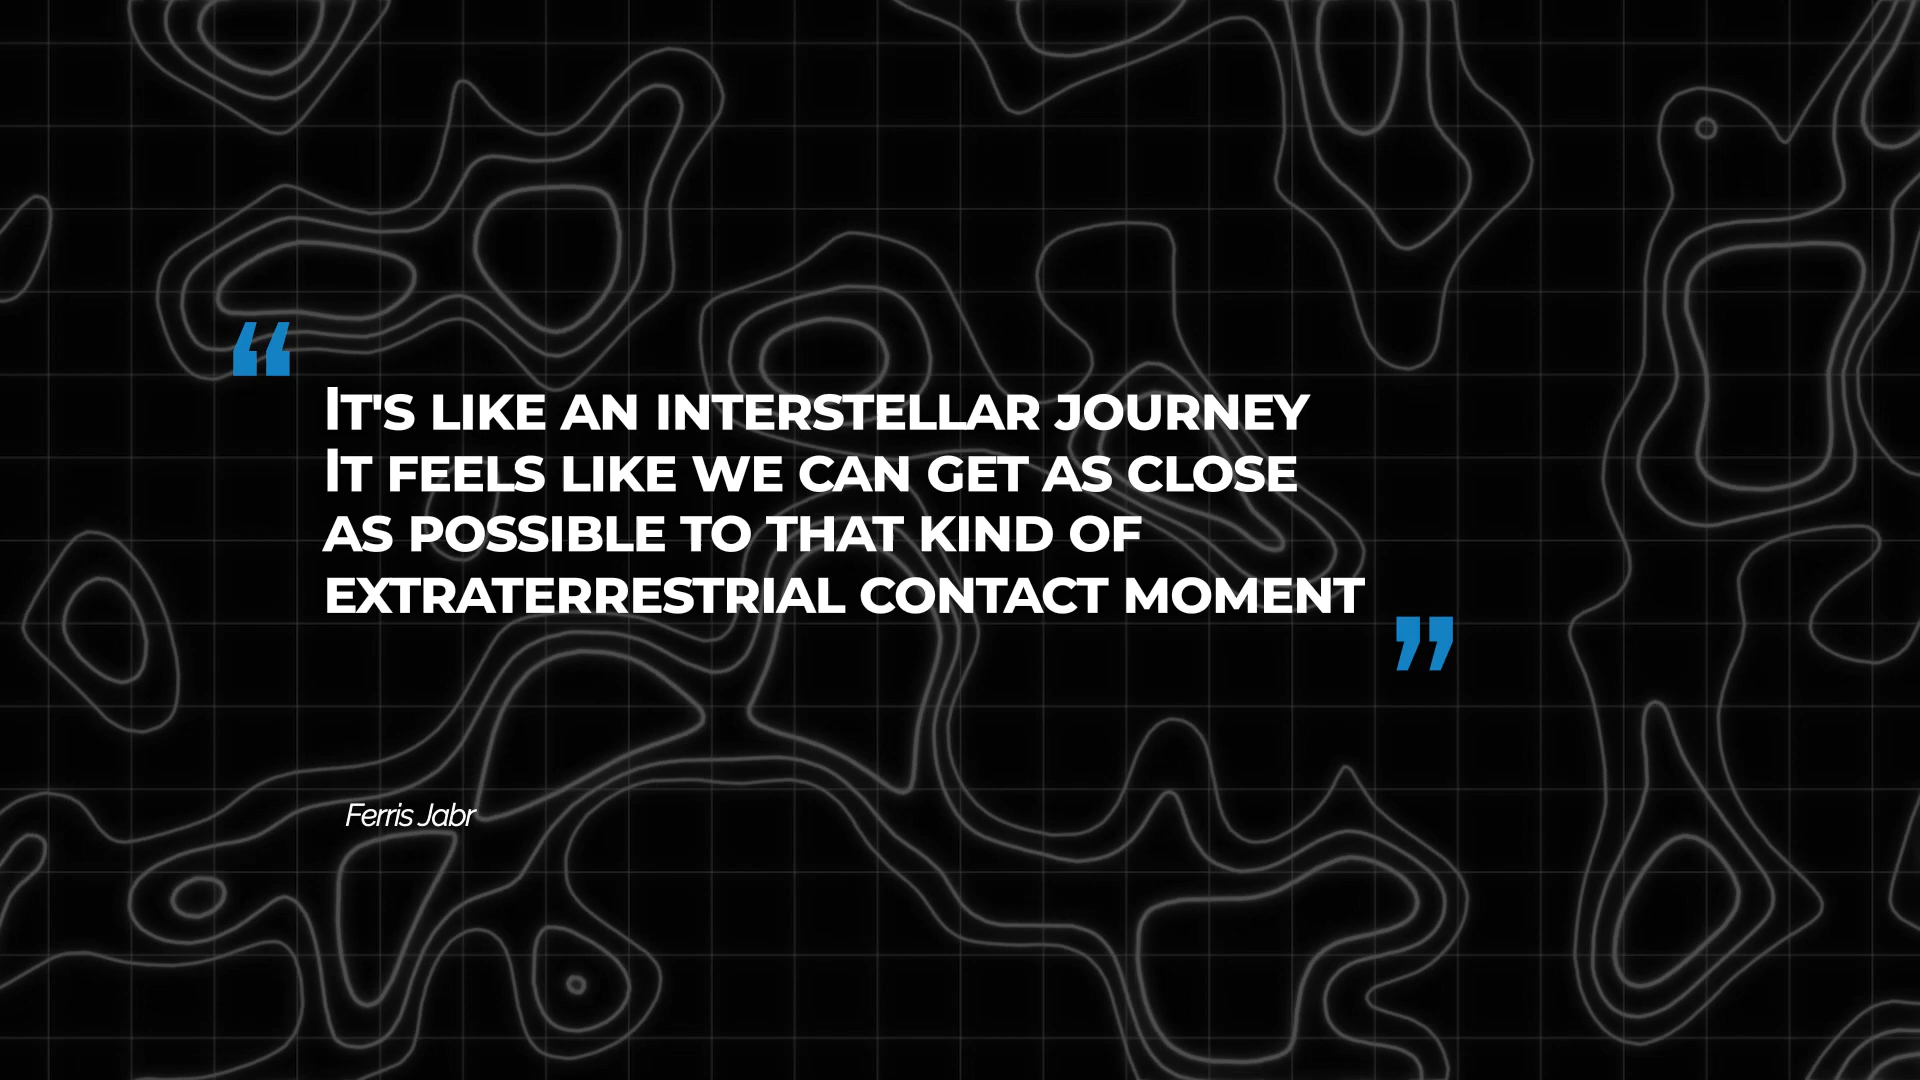 “
IT'S LIKE AN INTERSTELLAR JOURNEY
IT FEELS LIKE WE CAN GET AS CLOSE
AS POSSIBLE TO THAT KIND OF
EXTRATERRESTRIAL CONTACT MOMENT
”
Ferris Jabr